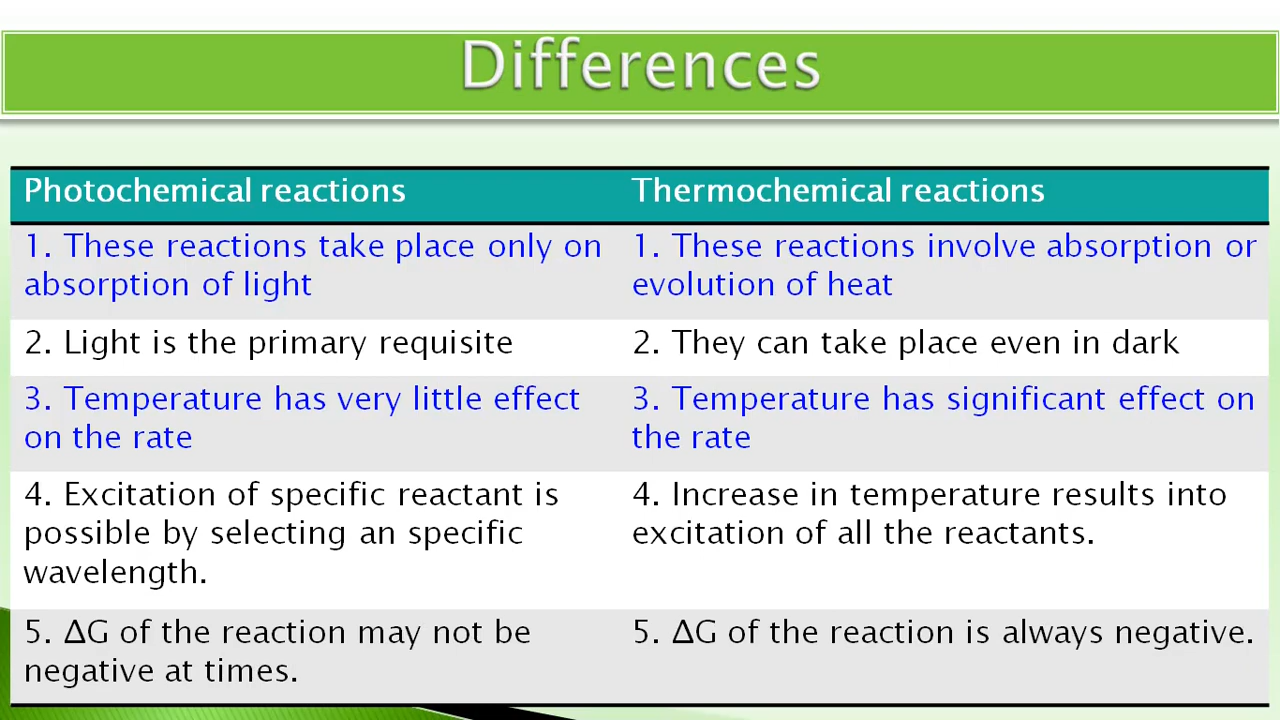 Differences
Photochemical reactions
Thermochemical reactions
1. These reactions take place only on
absorption of light
1. These reactions involve absorption or
evolution of heat
2. Light is the primary requisite
2. They can take place even in dark
3. Temperature has very little effect
on the rate
3. Temperature has significant effect on
the rate
4. Excitation of specific reactant is
possible by selecting an specific
wavelength.
4. Increase in temperature results into
excitation of all the reactants.
5. ΔG of the reaction may not be
negative at times.
5. ΔG of the reaction is always negative.